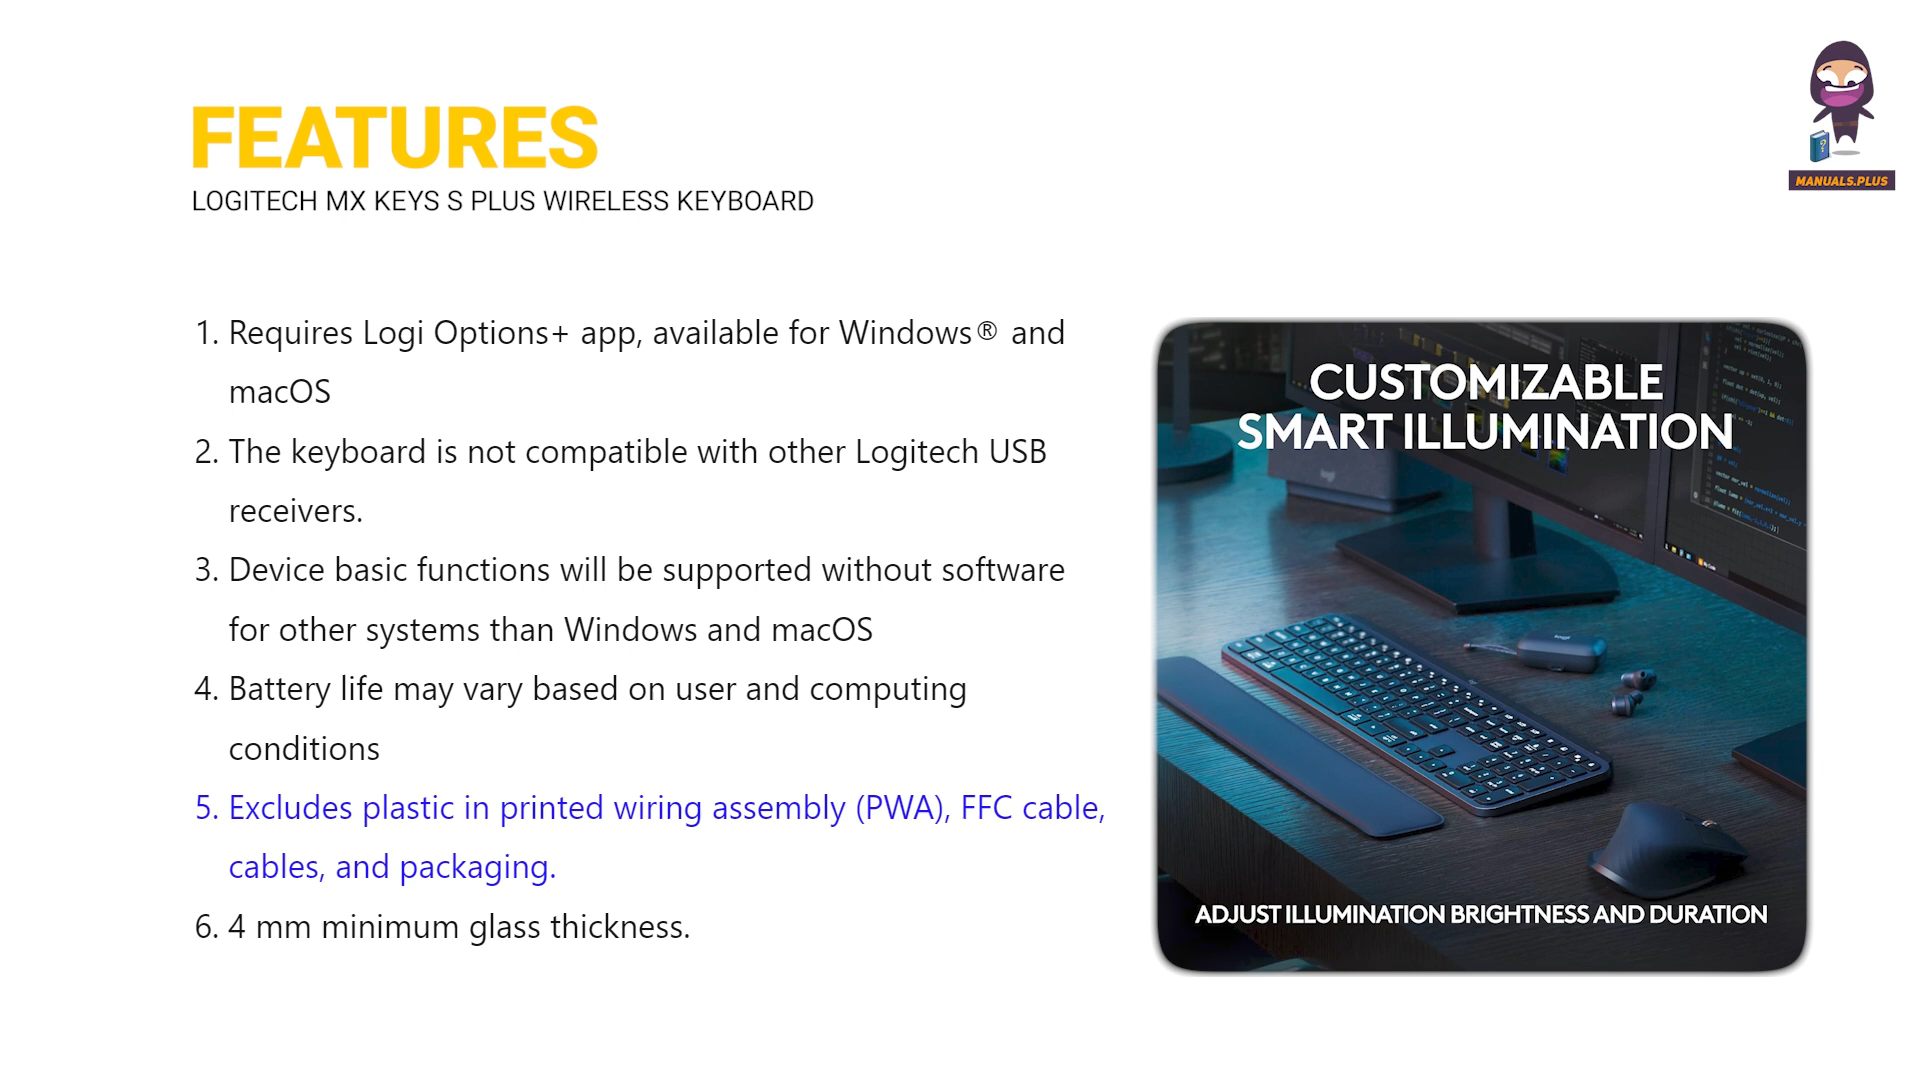 MANUALS.PLUS
FEATURES
LOGITECH MX KEYS S PLUS WIRELESS KEYBOARD
1. Requires Logi Options+ app, available for Windows® and
macOS
2. The keyboard is not compatible with other Logitech USB
receivers.
3. Device basic functions will be supported without software
for other systems than Windows and macOS
4. Battery life may vary based on user and computing
conditions
5. Excludes plastic in printed wiring assembly (PWA), FFC cable,
cables, and packaging.
6. 4 mm minimum glass thickness.
CUSTOMIZABLE
SMART ILLUMINATION
logi
ADJUST ILLUMINATION BRIGHTNESS AND DURATION